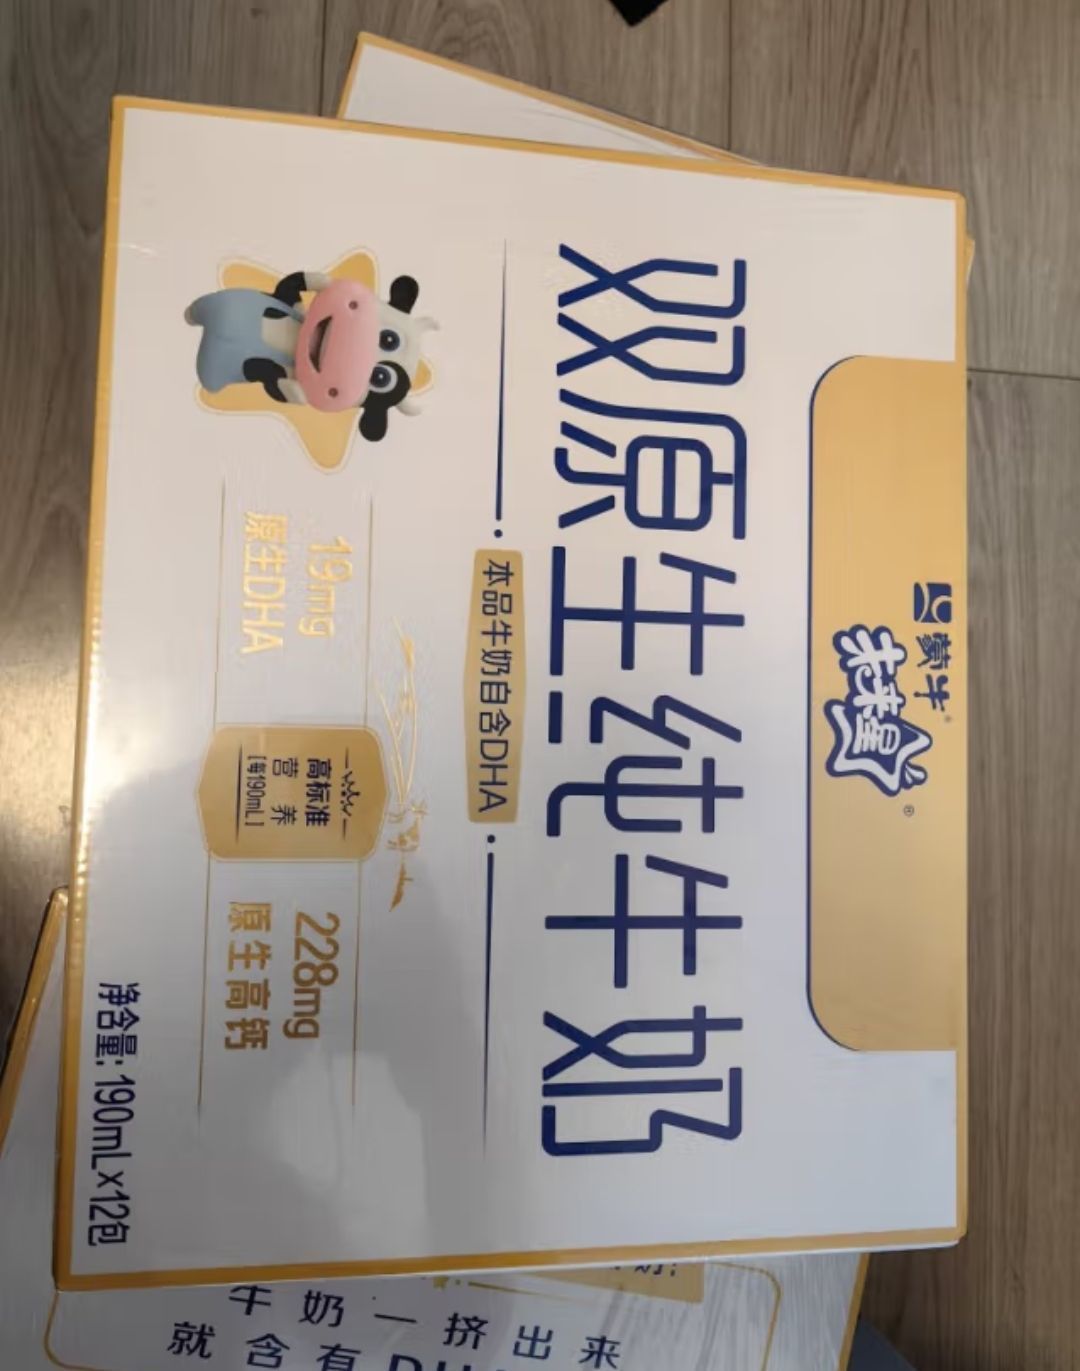 蒙牛
未来星
®
双原生纯牛奶
本品牛奶自含DHA
19mg
原生DHA
高标准
营养
[每190mL]
228mg
原生高钙
净含量: 190mL×12包
牛奶一挤出来
就含有DHA